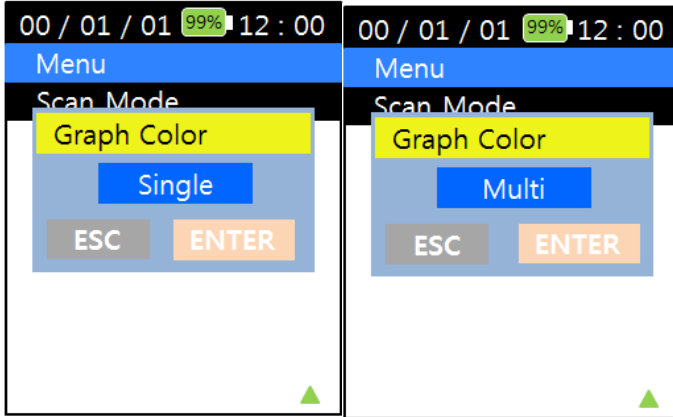 00 / 01 / 01 99% 12 : 00
Menu
Scan Mode
Graph Color
Single
ESC ENTER
00 / 01 / 01 99% 12 : 00
Menu
Scan Mode
Graph Color
Multi
ESC ENTER